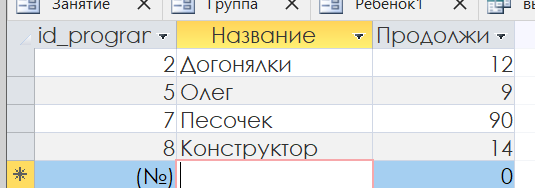 Занятие Группа Ребенок1
id_program Название Продолжи
2 Догонялки 12
5 Олег 9
7 Песочек 90
8 Конструктор 14
(№) 0